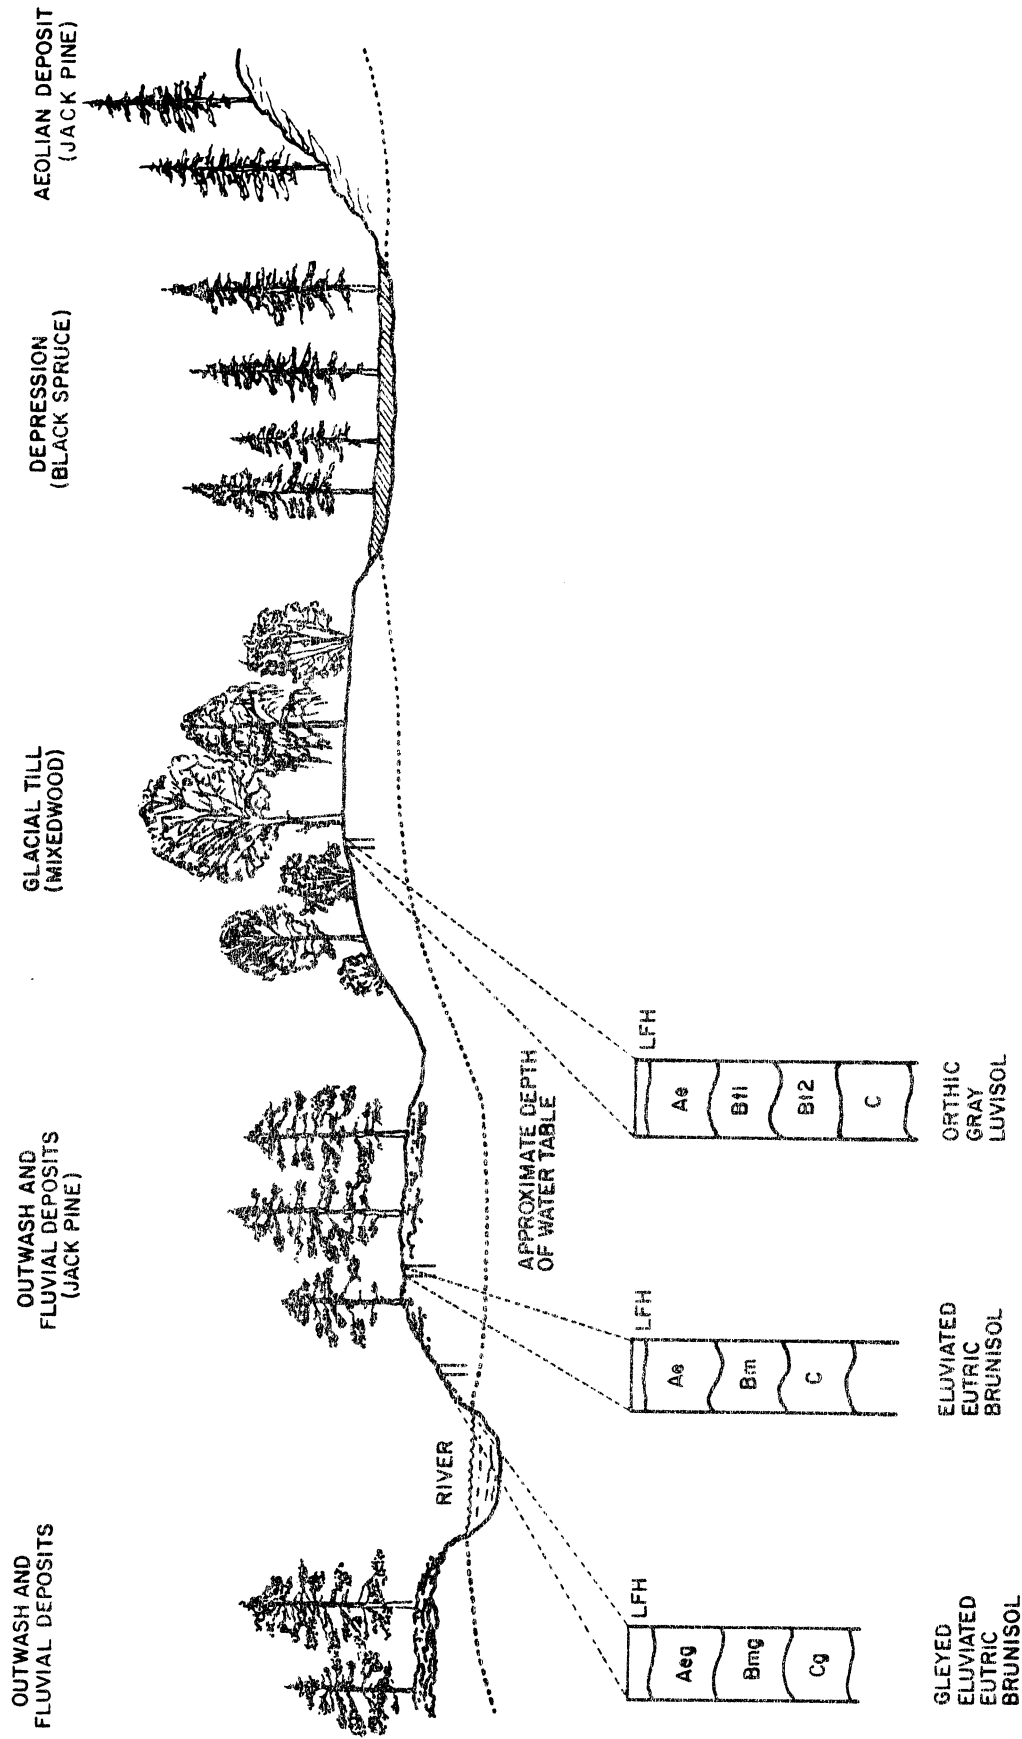 OUTWASH AND
FLUVIAL DEPOSITS
OUTWASH AND
FLUVIAL DEPOSITS
(JACK PINE)
GLACIAL TILL
(MIXEDWOOD)
DEPRESSION
(BLACK SPRUCE)
AEOLIAN DEPOSIT
(JACK PINE)
RIVER
APPROXIMATE DEPTH
OF WATER TABLE
LFH
Aeg
Bmg
Cg
GLEYED
ELUVIATED
EUTRIC
BRUNISOL
LFH
Ae
Bm
C
ELUVIATED
EUTRIC
BRUNISOL
LFH
Ae
Bt1
Bt2
C
ORTHIC
GRAY
LUVISOL